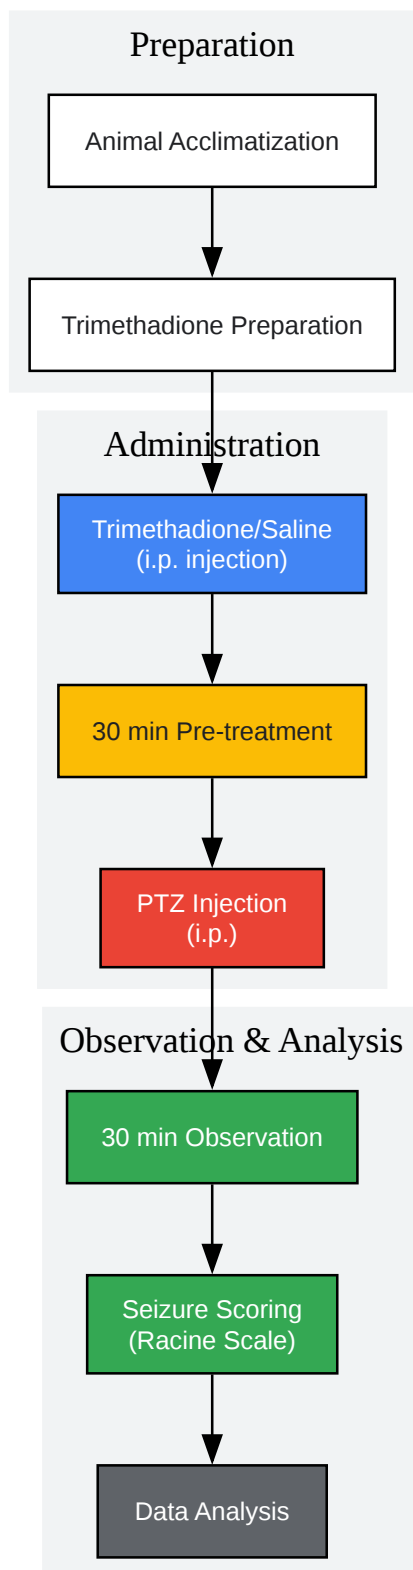 Preparation
Animal Acclimatization
Trimethadione Preparation
Administration
Trimethadione/Saline
(i.p. injection)
30 min Pre-treatment
PTZ Injection
(i.p.)
Observation & Analysis
30 min Observation
Seizure Scoring
(Racine Scale)
Data Analysis